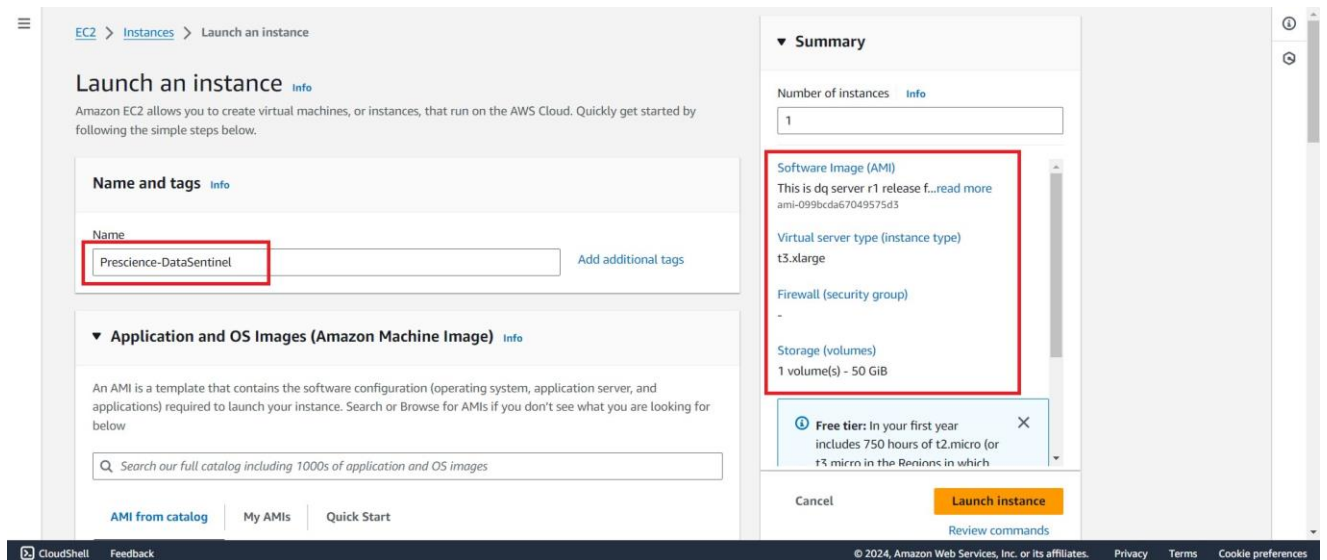 EC2 > Instances > Launch an instance
Launch an instance Info
Amazon EC2 allows you to create virtual machines, or instances, that run on the AWS Cloud. Quickly get started by
following the simple steps below.
Name and tags Info
Name
Prescience-DataSentinel
Add additional tags
Application and OS Images (Amazon Machine Image) Info
An AMI is a template that contains the software configuration (operating system, application server, and
applications) required to launch your instance. Search or Browse for AMIs if you don't see what you are looking for
below
Search our full catalog including 1000s of application and OS images
AMI from catalog My AMIs Quick Start
Summary
Number of instances Info
1
Software Image (AMI)
This is dq server r1 release f...read more
ami-099bcda67049575d3
Virtual server type (instance type)
t3.xlarge
Firewall (security group)
-
Storage (volumes)
1 volume(s) - 50 GiB
Free tier: In your first year
includes 750 hours of t2.micro (or
t3.micro in the Regions in which
Cancel Launch instance
Review commands
CloudShell Feedback © 2024, Amazon Web Services, Inc. or its affiliates. Privacy Terms Cookie preferences